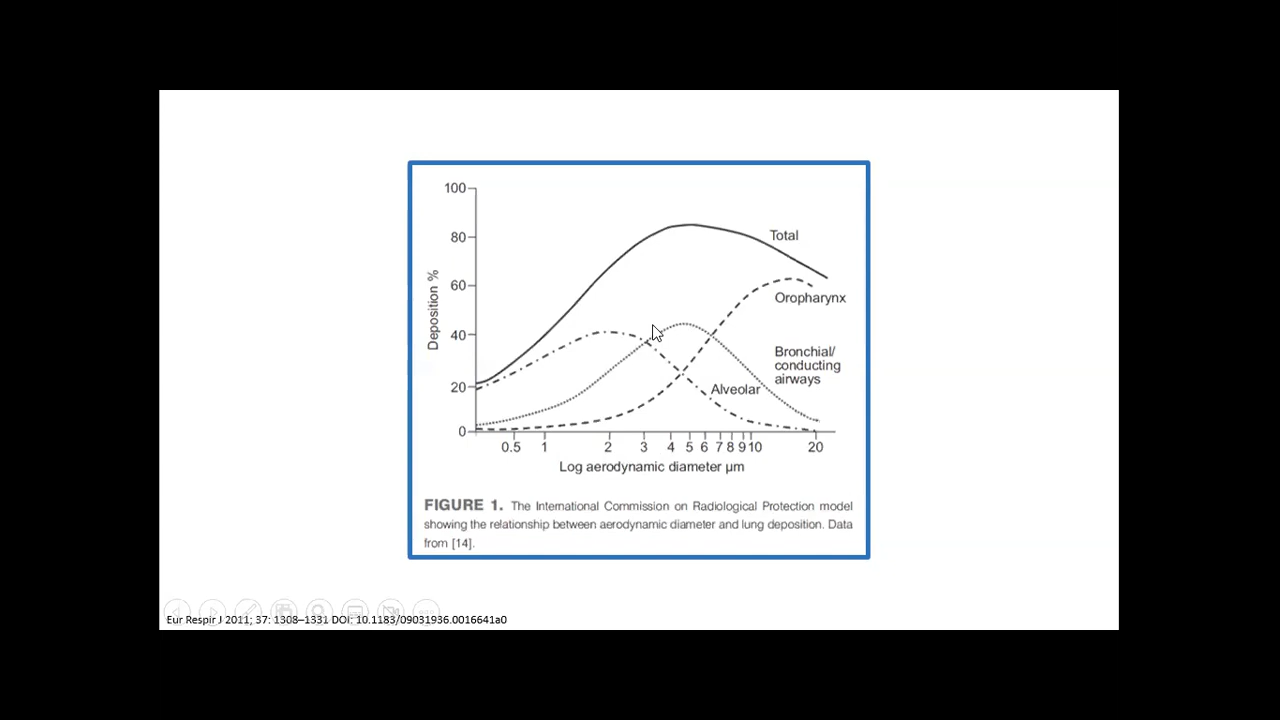 100
80
60
40
20
0
Deposition %
Total
Oropharynx
Bronchial/
conducting
airways
Alveolar
0.5 1 2 3 4 5 6 7 8 9 10 20
Log aerodynamic diameter µm
FIGURE 1. The International Commission on Radiological Protection model
showing the relationship between aerodynamic diameter and lung deposition. Data
from [14].
Eur Respir J 2011; 37: 1308–1331 DOI: 10.1183/09031936.0016641a0